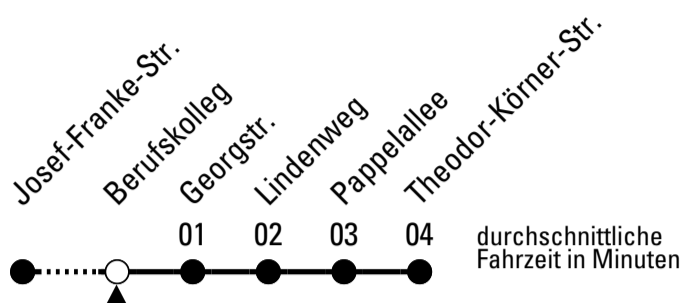 Josef-Franke-Str.
Berufskolleg
Georgstr.
Lindenweg
Pappelallee
Theodor-Körner-Str.
01 02 03 04
durchschnittliche
Fahrzeit in Minuten